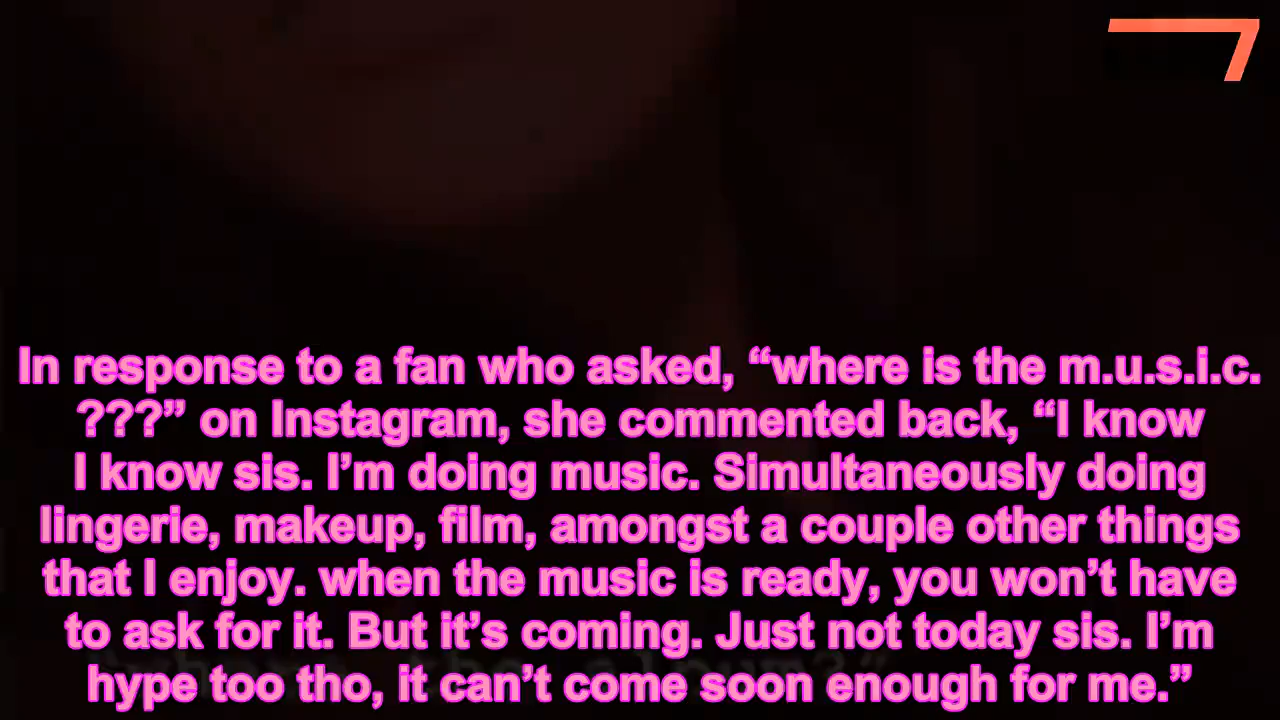 In response to a fan who asked, “where is the m.u.s.i.c.
???” on Instagram, she commented back, “I know
I know sis. I’m doing music. Simultaneously doing
lingerie, makeup, film, amongst a couple other things
that I enjoy. when the music is ready, you won’t have
to ask for it. But it’s coming. Just not today sis. I’m
hype too tho, it can’t come soon enough for me.”